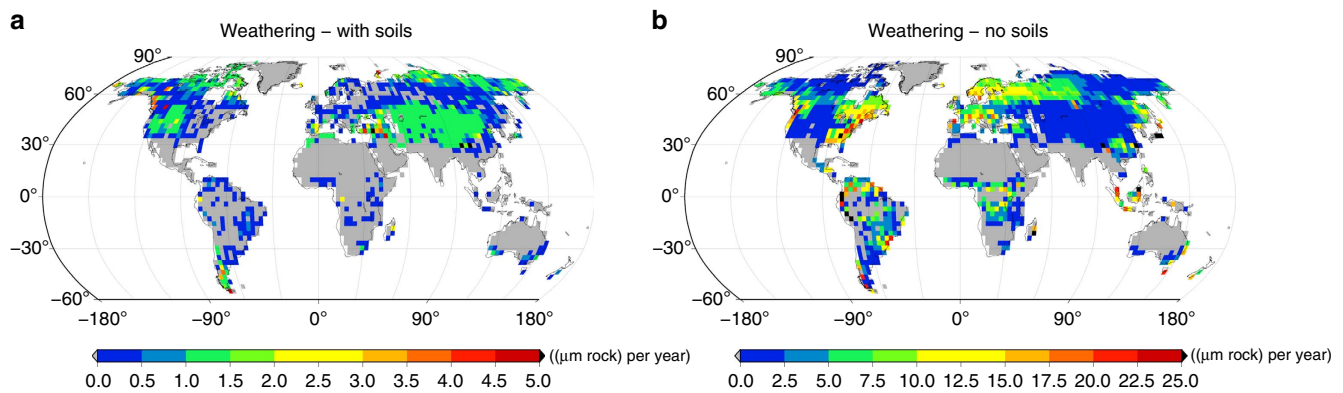 a
Weathering – with soils
90°
60°
30°
0°
−30°
−60°
−180° −90° 0° 90° 180°
((μm rock) per year)
0.0 0.5 1.0 1.5 2.0 2.5 3.0 3.5 4.0 4.5 5.0
b
Weathering – no soils
90°
60°
30°
0°
−30°
−60°
−180° −90° 0° 90° 180°
((μm rock) per year)
0.0 2.5 5.0 7.5 10.0 12.5 15.0 17.5 20.0 22.5 25.0